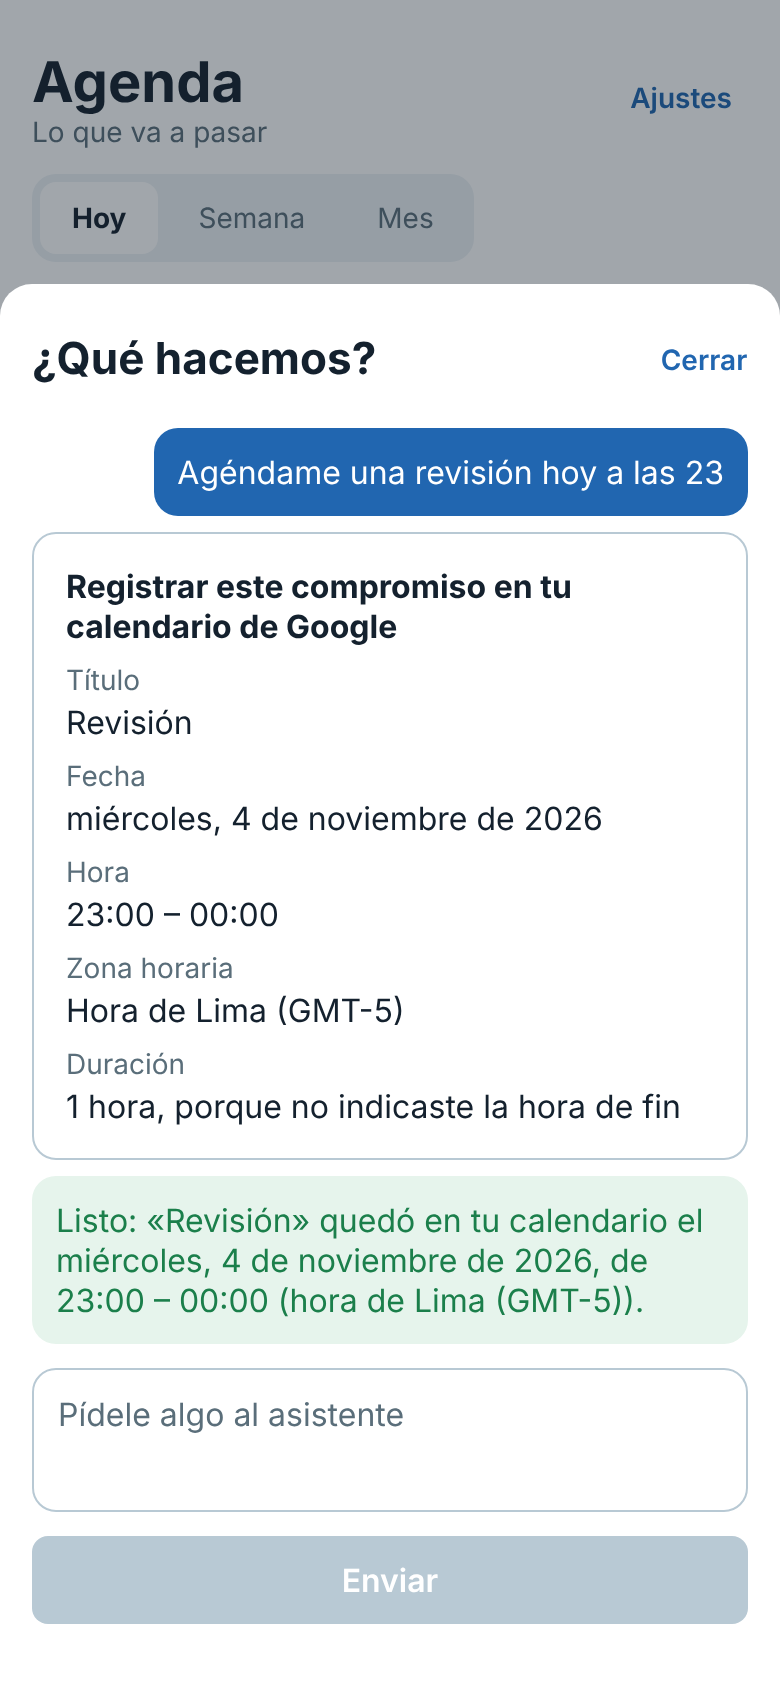 Agenda
Ajustes
Lo que va a pasar
Hoy
Semana
Mes
¿Qué hacemos?
Cerrar
Agéndame una revisión hoy a las 23
Registrar este compromiso en tu
calendario de Google
Título
Revisión
Fecha
miércoles, 4 de noviembre de 2026
Hora
23:00 – 00:00
Zona horaria
Hora de Lima (GMT-5)
Duración
1 hora, porque no indicaste la hora de fin
Listo: «Revisión» quedó en tu calendario el
miércoles, 4 de noviembre de 2026, de
23:00 – 00:00 (hora de Lima (GMT-5)).
Pídele algo al asistente
Enviar